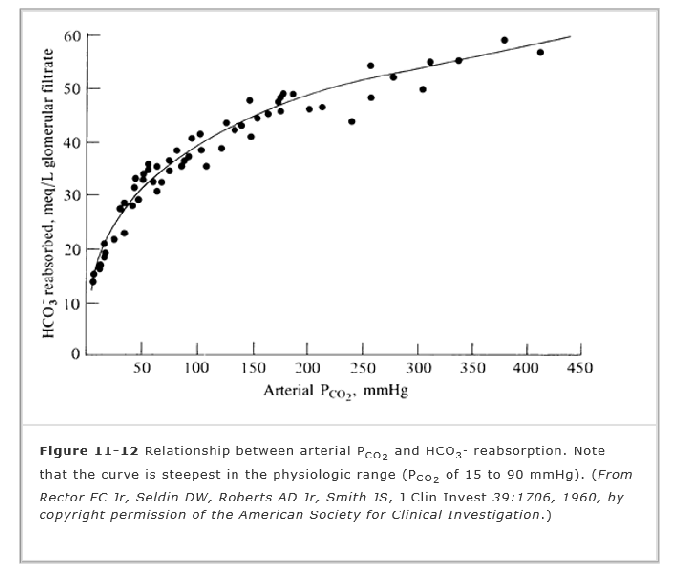 60
50
40
30
20
10
0
HCO3- reabsorbed, meq/L glomerular filtrate
50 100 150 200 250 300 350 400 450
Arterial PCO2, mmHg
Figure 11-12 Relationship between arterial PCO2 and HCO3- reabsorption. Note
that the curve is steepest in the physiologic range (PCO2 of 15 to 90 mmHg). (From
Rector FC Jr, Seldin DW, Roberts AD Jr, Smith JS, J Clin Invest 39:1706, 1960, by
copyright permission of the American Society for Clinical Investigation.)